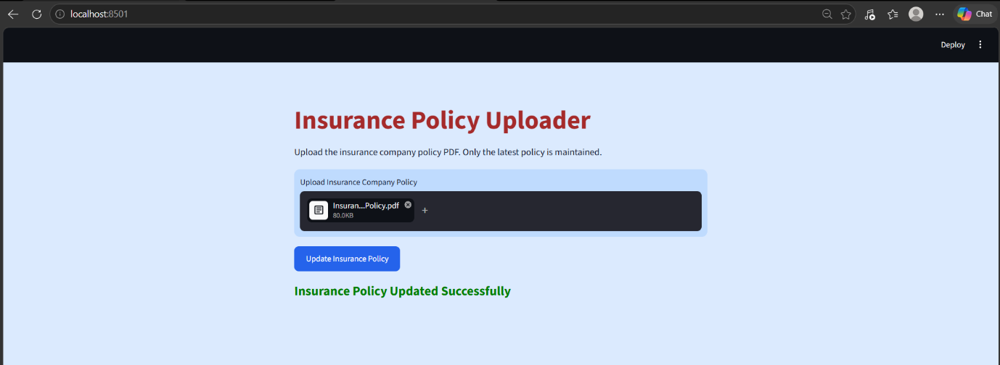 localhost:8501
Chat
Deploy
Insurance Policy Uploader
Upload the insurance company policy PDF. Only the latest policy is maintained.
Upload Insurance Company Policy
Insuran...Policy.pdf
80.0KB
Update Insurance Policy
Insurance Policy Updated Successfully